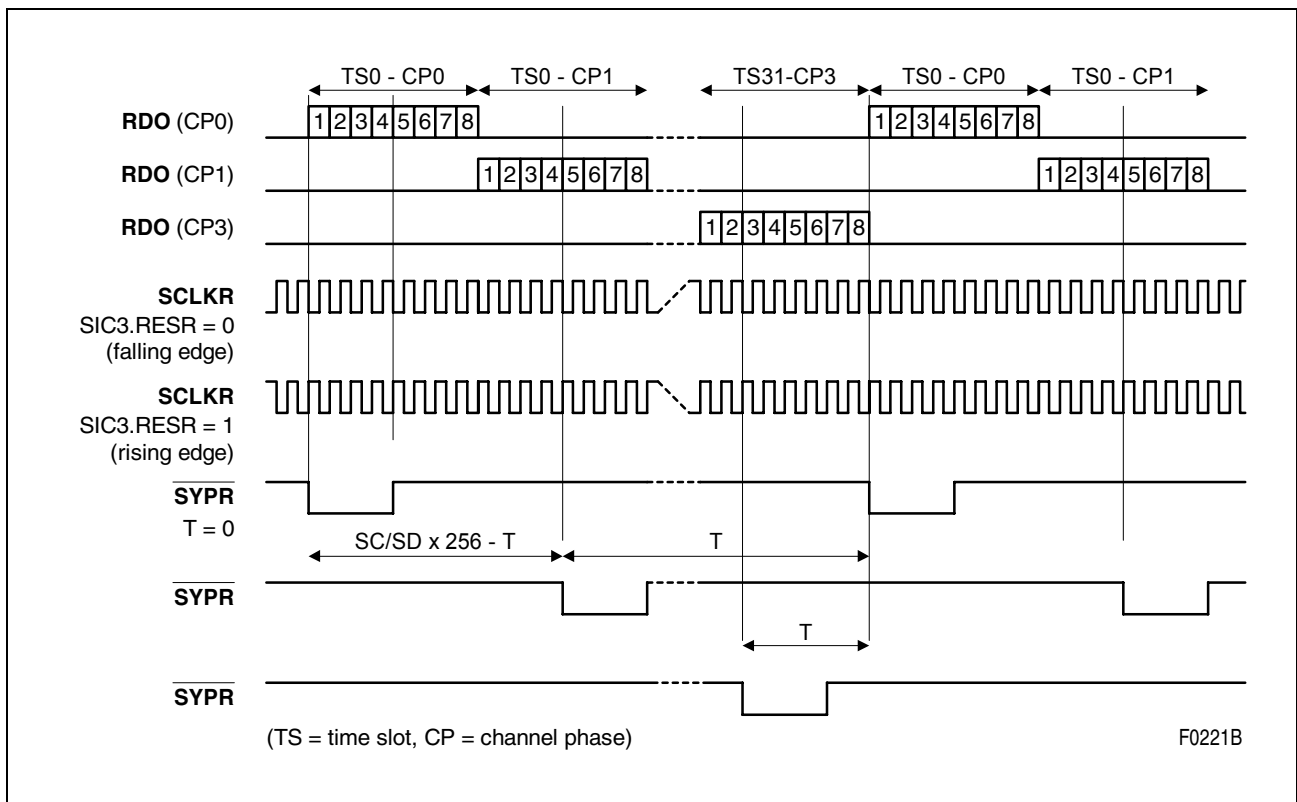 TS0 - CP0 TS0 - CP1 TS31-CP3 TS0 - CP0 TS0 - CP1
RDO (CP0) 1 2 3 4 5 6 7 8 1 2 3 4 5 6 7 8
RDO (CP1) 1 2 3 4 5 6 7 8 1 2 3 4 5 6 7 8
RDO (CP3) 1 2 3 4 5 6 7 8
SCLKR
SIC3.RESR = 0
(falling edge)
SCLKR
SIC3.RESR = 1
(rising edge)
SYPR
T = 0
SC/SD x 256 - T T
SYPR
T
SYPR
(TS = time slot, CP = channel phase) F0221B